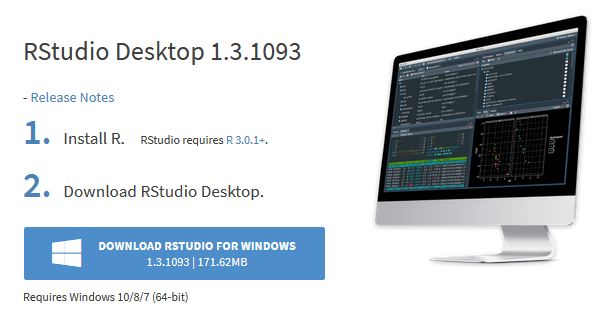 RStudio Desktop 1.3.1093
- Release Notes
1. Install R. RStudio requires R 3.0.1+.
2. Download RStudio Desktop.
DOWNLOAD RSTUDIO FOR WINDOWS
1.3.1093 | 171.62MB
Requires Windows 10/8/7 (64-bit)